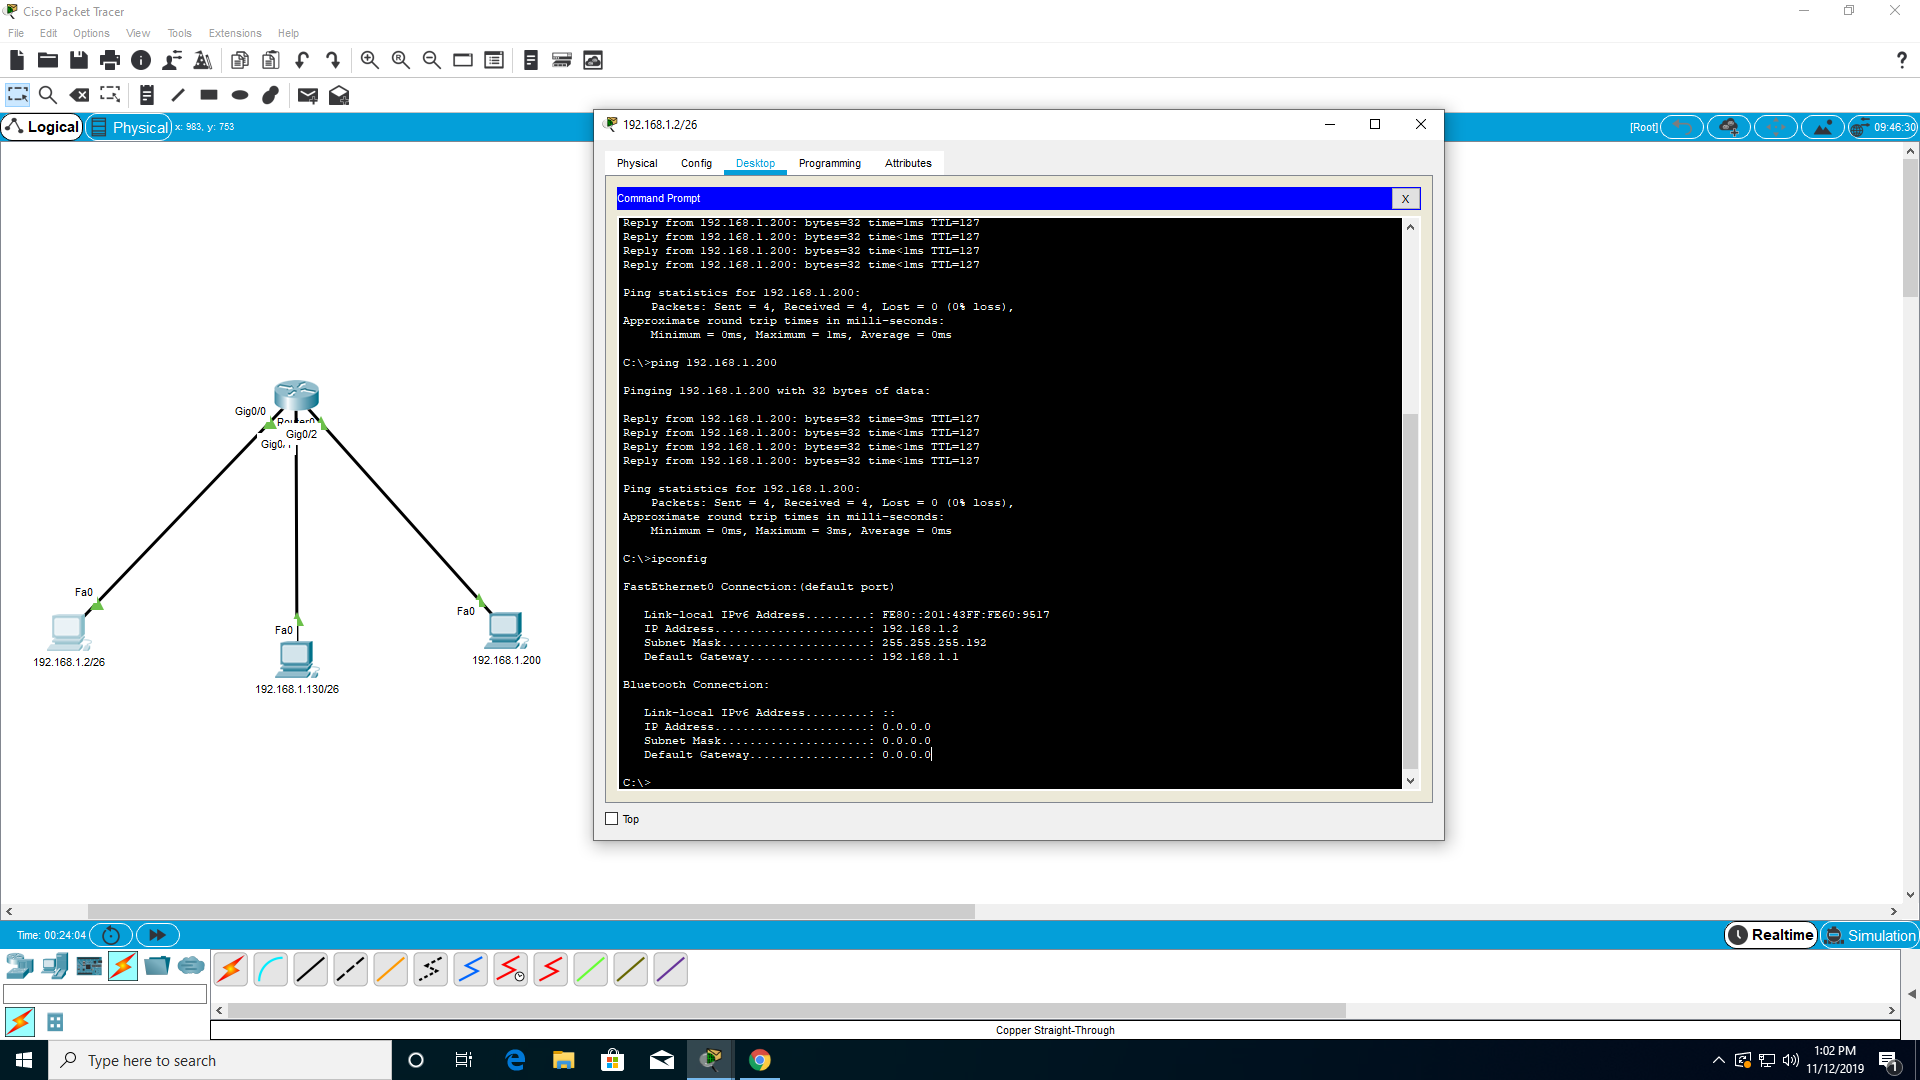 Cisco Packet Tracer
File Edit Options View Tools Extensions Help
?
Logical
Physical
x: 983, y: 753
[Root]
09:46:30
192.168.1.2/26
Physical Config Desktop Programming Attributes
Command Prompt
X
Reply from 192.168.1.200: bytes=32 time=1ms TTL=127
Reply from 192.168.1.200: bytes=32 time<1ms TTL=127
Reply from 192.168.1.200: bytes=32 time<1ms TTL=127
Reply from 192.168.1.200: bytes=32 time<1ms TTL=127
Ping statistics for 192.168.1.200:
Packets: Sent = 4, Received = 4, Lost = 0 (0% loss),
Approximate round trip times in milli-seconds:
Minimum = 0ms, Maximum = 1ms, Average = 0ms
C:\>ping 192.168.1.200
Pinging 192.168.1.200 with 32 bytes of data:
Reply from 192.168.1.200: bytes=32 time=3ms TTL=127
Reply from 192.168.1.200: bytes=32 time<1ms TTL=127
Reply from 192.168.1.200: bytes=32 time<1ms TTL=127
Reply from 192.168.1.200: bytes=32 time<1ms TTL=127
Ping statistics for 192.168.1.200:
Packets: Sent = 4, Received = 4, Lost = 0 (0% loss),
Approximate round trip times in milli-seconds:
Minimum = 0ms, Maximum = 3ms, Average = 0ms
C:\>ipconfig
FastEthernet0 Connection:(default port)
Link-local IPv6 Address.........: FE80::201:43FF:FE60:9517
IP Address......................: 192.168.1.2
Subnet Mask.....................: 255.255.255.192
Default Gateway.................: 192.168.1.1
Bluetooth Connection:
Link-local IPv6 Address.........: ::
IP Address......................: 0.0.0.0
Subnet Mask.....................: 0.0.0.0
Default Gateway.................: 0.0.0.0
C:\>
Top
Gig0/0
Router0
Gig0/2
Gig0/1
Fa0
192.168.1.2/26
Fa0
192.168.1.130/26
Fa0
192.168.1.200
Time: 00:24:04
Realtime
Simulation
Copper Straight-Through
Type here to search
1:02 PM
11/12/2019
1